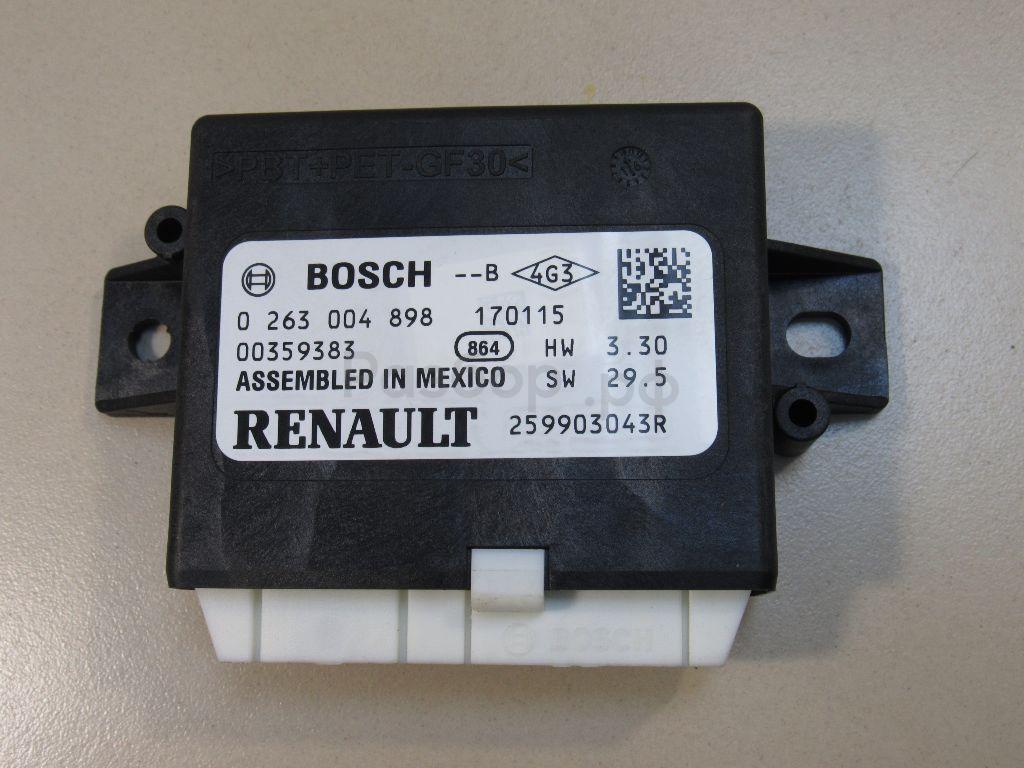 >PBT+PET-GF30<
BOSCH --B 4G3
0 263 004 898 170115
00359383 864 HW 3.30
ASSEMBLED IN MEXICO SW 29.5
Разбор.рф
RENAULT 259903043R
BOSCH